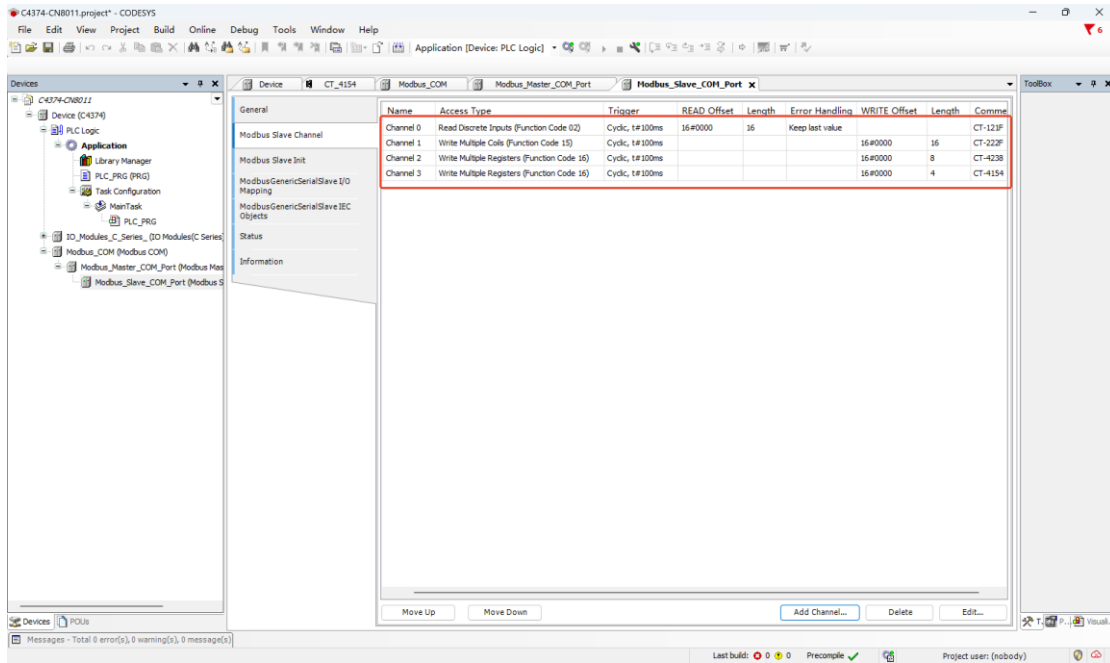 C4374-CN8011.project* - CODESYS
File Edit View Project Build Online Debug Tools Window Help
6
Application [Device: PLC Logic]
Devices
C4374-CN8011
Device (C4374)
PLC Logic
Application
Library Manager
PLC_PRG (PRG)
Task Configuration
MainTask
PLC_PRG
IO_Modules_C_Series_ (IO Modules(C Series
Modbus_COM (Modbus COM)
Modbus_Master_COM_Port (Modbus Mas
Modbus_Slave_COM_Port (Modbus S
Device CT_4154 Modbus_COM Modbus_Master_COM_Port Modbus_Slave_COM_Port
General
Modbus Slave Channel
Modbus Slave Init
ModbusGenericSerialSlave I/O
Mapping
ModbusGenericSerialSlave IEC
Objects
Status
Information
Name Access Type Trigger READ Offset Length Error Handling WRITE Offset Length Comme
Channel 0 Read Discrete Inputs (Function Code 02) Cyclic, t#100ms 16#0000 16 Keep last value CT-121F
Channel 1 Write Multiple Coils (Function Code 15) Cyclic, t#100ms 16#0000 16 CT-222F
Channel 2 Write Multiple Registers (Function Code 16) Cyclic, t#100ms 16#0000 8 CT-4238
Channel 3 Write Multiple Registers (Function Code 16) Cyclic, t#100ms 16#0000 4 CT-4154
Move Up Move Down Add Channel... Delete Edit...
ToolBox
Devices POUs
T. P... Visuali.
Messages - Total 0 error(s), 0 warning(s), 0 message(s)
Last build: 0 0 Precompile Project user: (nobody)